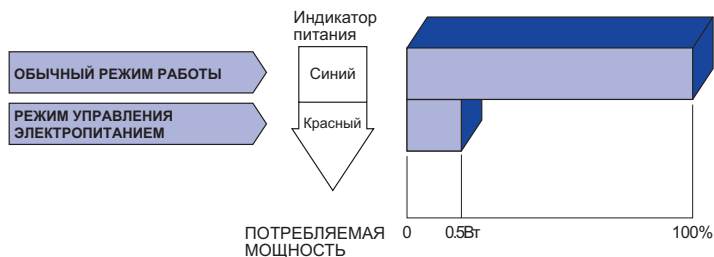 Индикатор
питания
ОБЫЧНЫЙ РЕЖИМ РАБОТЫ
Синий
РЕЖИМ УПРАВЛЕНИЯ
ЭЛЕКТРОПИТАНИЕМ
Красный
ПОТРЕБЛЯЕМАЯ
МОЩНОСТЬ
0 0.5Вт 100%